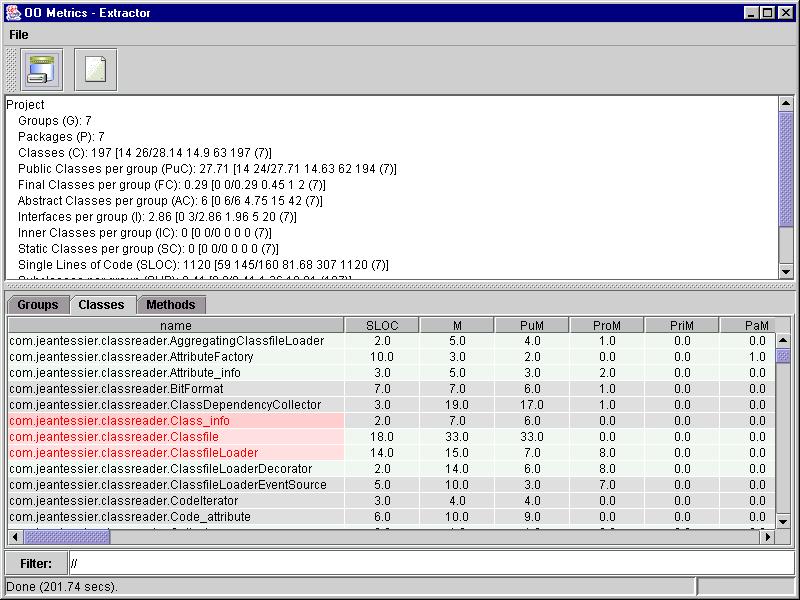 OO Metrics - Extractor
File
Project
Groups (G): 7
Packages (P): 7
Classes (C): 197 [14 26/28.14 14.9 63 197 (7)]
Public Classes per group (PuC): 27.71 [14 24/27.71 14.63 62 194 (7)]
Final Classes per group (FC): 0.29 [0 0/0.29 0.45 1 2 (7)]
Abstract Classes per group (AC): 6 [0 6/6 4.75 15 42 (7)]
Interfaces per group (I): 2.86 [0 3/2.86 1.96 5 20 (7)]
Inner Classes per group (IC): 0 [0 0/0 0 0 0 (7)]
Static Classes per group (SC): 0 [0 0/0 0 0 0 (7)]
Single Lines of Code (SLOC): 1120 [59 145/160 81.68 307 1120 (7)]
Groups Classes Methods
name SLOC M PuM ProM PriM PaM
com.jeantessier.classreader.AggregatingClassfileLoader 2.0 5.0 4.0 1.0 0.0 0.0
com.jeantessier.classreader.AttributeFactory 10.0 3.0 2.0 0.0 0.0 1.0
com.jeantessier.classreader.Attribute_info 3.0 5.0 3.0 2.0 0.0 0.0
com.jeantessier.classreader.BitFormat 7.0 7.0 6.0 1.0 0.0 0.0
com.jeantessier.classreader.ClassDependencyCollector 3.0 19.0 17.0 1.0 0.0 0.0
com.jeantessier.classreader.Class_info 2.0 7.0 6.0 0.0 0.0 0.0
com.jeantessier.classreader.Classfile 18.0 33.0 33.0 0.0 0.0 0.0
com.jeantessier.classreader.ClassfileLoader 14.0 15.0 7.0 8.0 0.0 0.0
com.jeantessier.classreader.ClassfileLoaderDecorator 2.0 14.0 6.0 8.0 0.0 0.0
com.jeantessier.classreader.ClassfileLoaderEventSource 5.0 10.0 3.0 7.0 0.0 0.0
com.jeantessier.classreader.CodeIterator 3.0 4.0 4.0 0.0 0.0 0.0
com.jeantessier.classreader.Code_attribute 6.0 10.0 9.0 0.0 0.0 0.0
Filter: //
Done (201.74 secs).